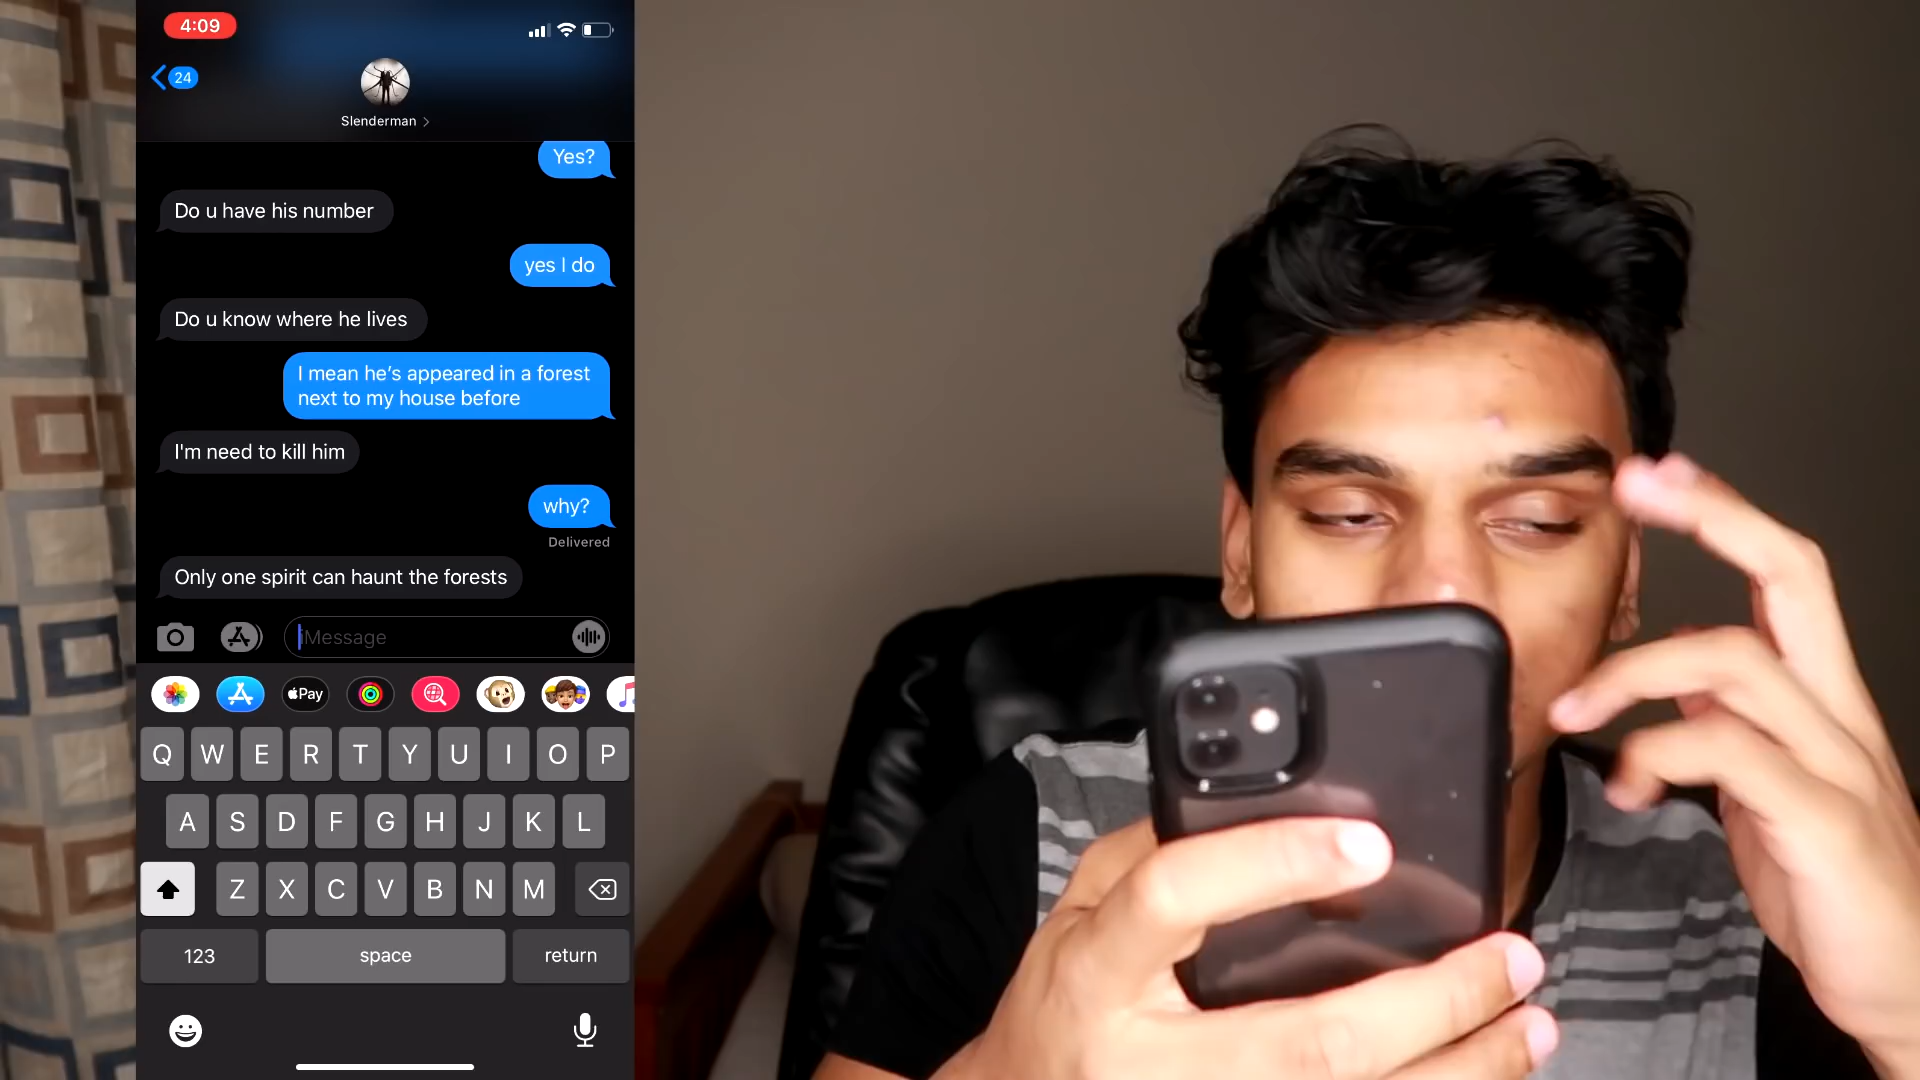 4:09
24
Slenderman
Yes?
Do u have his number
yes I do
Do u know where he lives
I mean he's appeared in a forest
next to my house before
I'm need to kill him
why?
Delivered
Only one spirit can haunt the forests
iMessage
Pay
Q W E R T Y U I O P
A S D F G H J K L
Z X C V B N M
123 space return